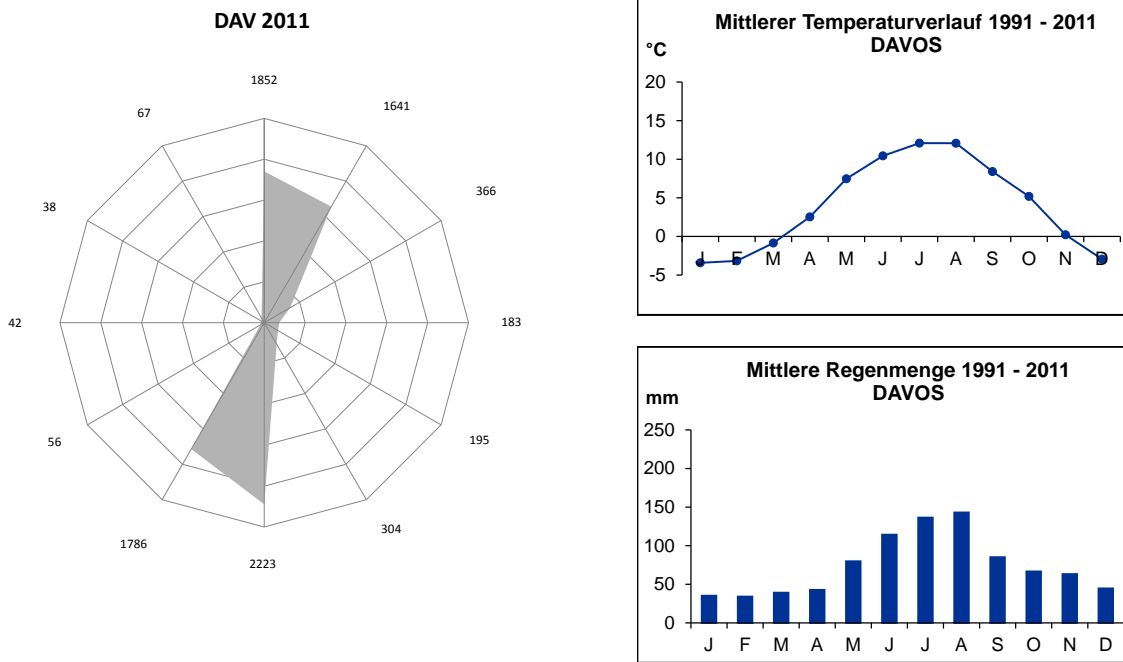 DAV 2011
1852
1641
366
183
195
304
2223
1786
56
42
38
67
Mittlerer Temperaturverlauf 1991 - 2011
DAVOS
°C
20
15
10
5
0
-5
J F M A M J J A S O N D
Mittlere Regenmenge 1991 - 2011
DAVOS
mm
250
200
150
100
50
0
J F M A M J J A S O N D